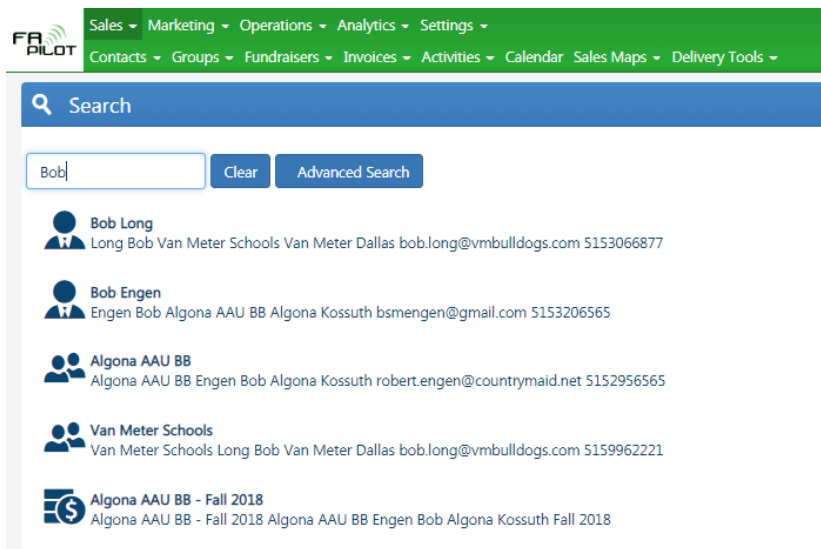 FR PILOT
Sales Marketing Operations Analytics Settings
Contacts Groups Fundraisers Invoices Activities Calendar Sales Maps Delivery Tools
Search
Bob Clear Advanced Search
Bob Long
Long Bob Van Meter Schools Van Meter Dallas bob.long@vmbulldogs.com 5153066877
Bob Engen
Engen Bob Algona AAU BB Algona Kossuth bsmengen@gmail.com 5153206565
Algona AAU BB
Algona AAU BB Engen Bob Algona Kossuth robert.engen@countrymaid.net 5152956565
Van Meter Schools
Van Meter Schools Long Bob Van Meter Dallas bob.long@vmbulldogs.com 5159962221
Algona AAU BB - Fall 2018
Algona AAU BB - Fall 2018 Algona AAU BB Engen Bob Algona Kossuth Fall 2018